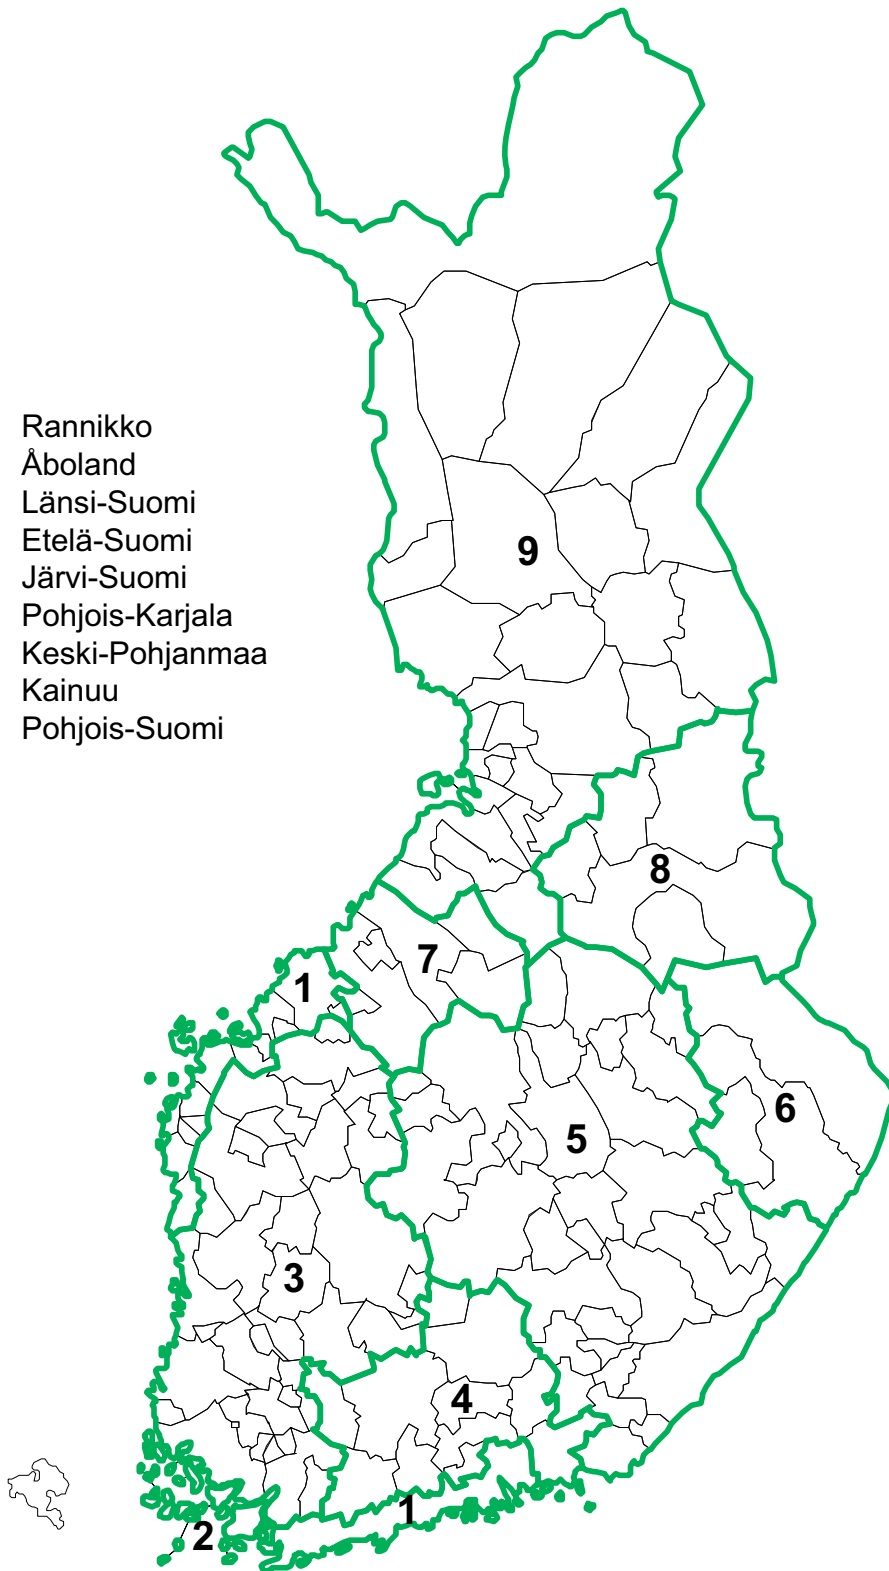 Rannikko
Åboland
Länsi-Suomi
Etelä-Suomi
Järvi-Suomi
Pohjois-Karjala
Keski-Pohjanmaa
Kainuu
Pohjois-Suomi
9
8
7
1
6
5
3
4
1
2